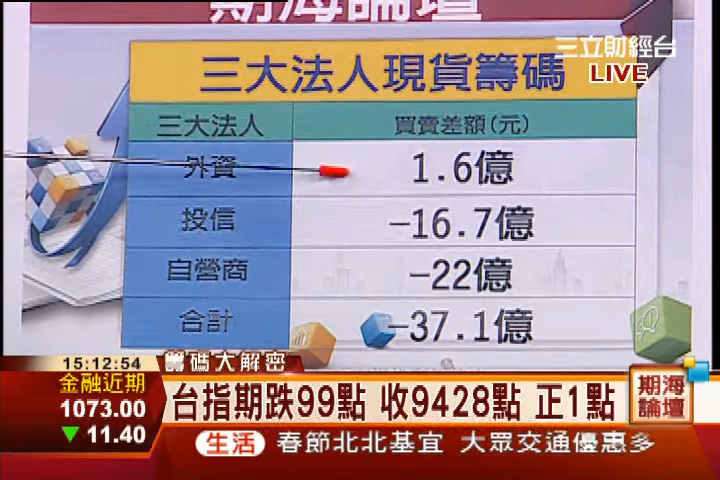 期海論壇
三立財經台
LIVE
三大法人現貨籌碼
三大法人 買賣差額(元)
外資 1.6億
投信 -16.7億
自營商 -22億
合計 -37.1億
15:12:54 籌碼大解密
金融近期
1073.00
▼11.40
台指期跌99點 收9428點 正1點
期海
論壇
生活 春節北北基宜 大眾交通優惠多